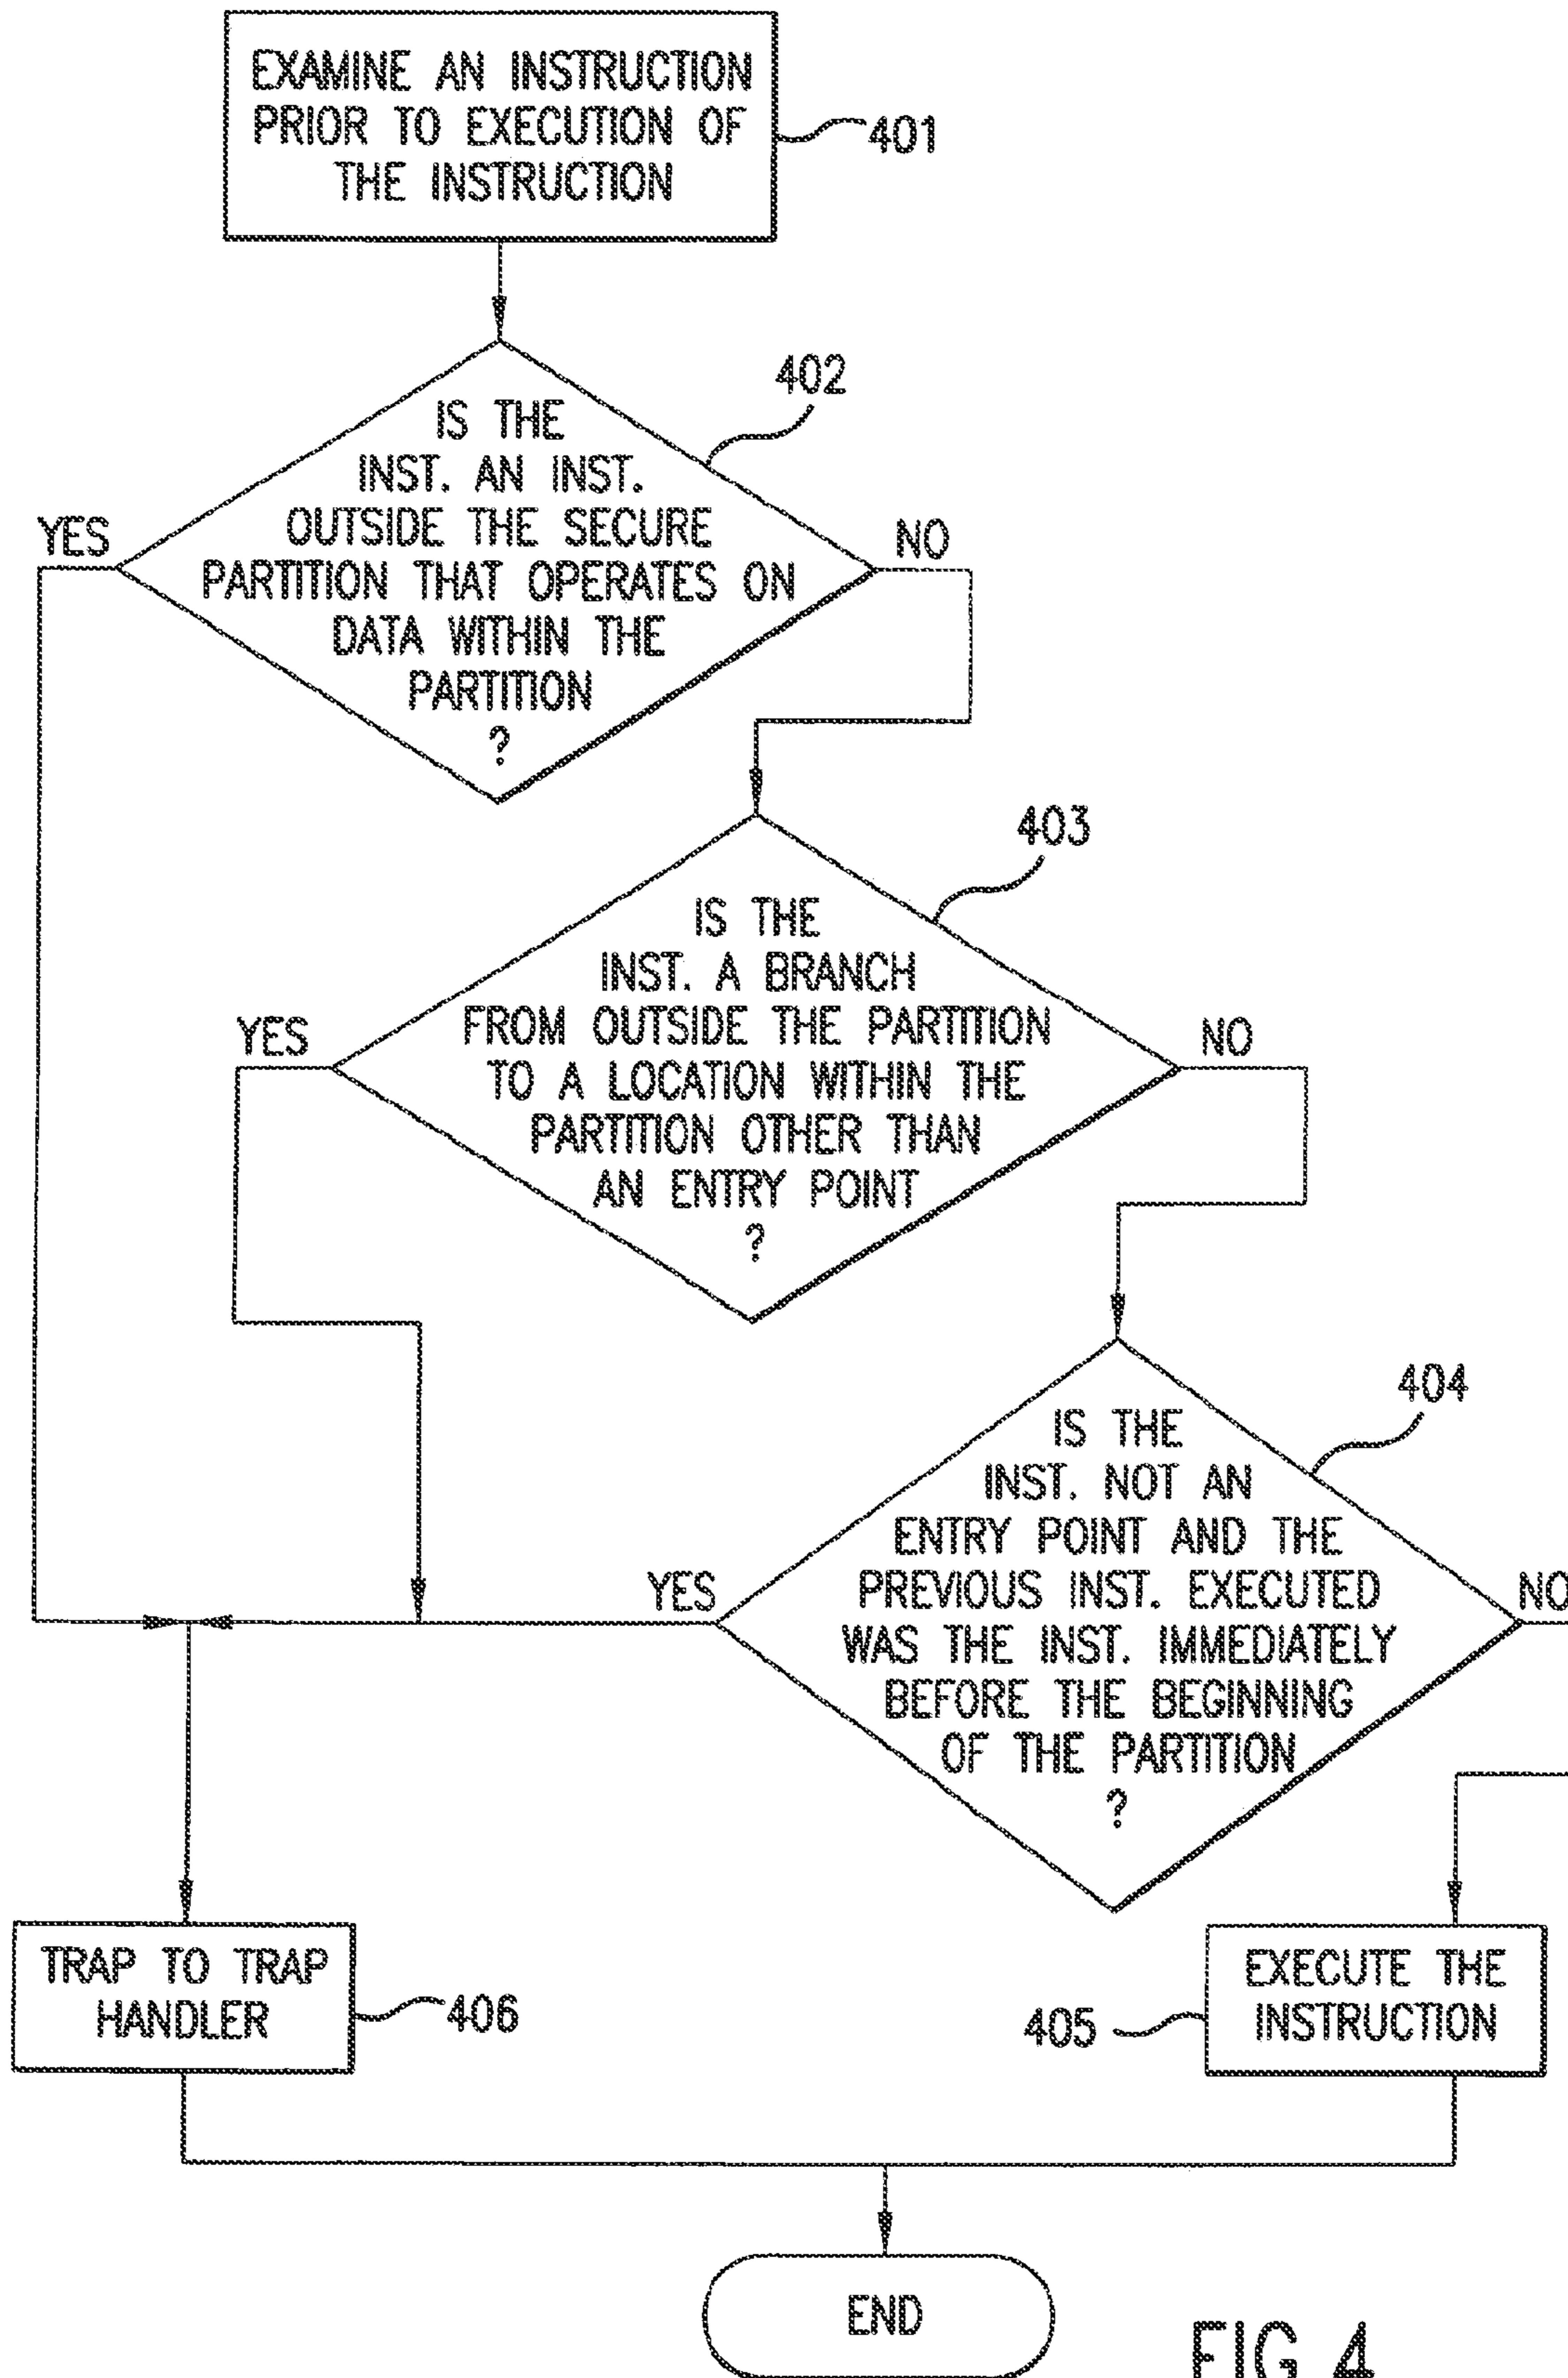 EXAMINE AN INSTRUCTION
PRIOR TO EXECUTION OF
THE INSTRUCTION
401
402
IS THE
INST. AN INST.
OUTSIDE THE SECURE
PARTITION THAT OPERATES ON
DATA WITHIN THE
PARTITION
?
YES
NO
403
IS THE
INST. A BRANCH
FROM OUTSIDE THE PARTITION
TO A LOCATION WITHIN THE
PARTITION OTHER THAN
AN ENTRY POINT
?
YES
NO
404
IS THE
INST. NOT AN
ENTRY POINT AND THE
PREVIOUS INST. EXECUTED
WAS THE INST. IMMEDIATELY
BEFORE THE BEGINNING
OF THE PARTITION
?
YES
NO
TRAP TO TRAP
HANDLER
406
405
EXECUTE THE
INSTRUCTION
END
FIG. 4